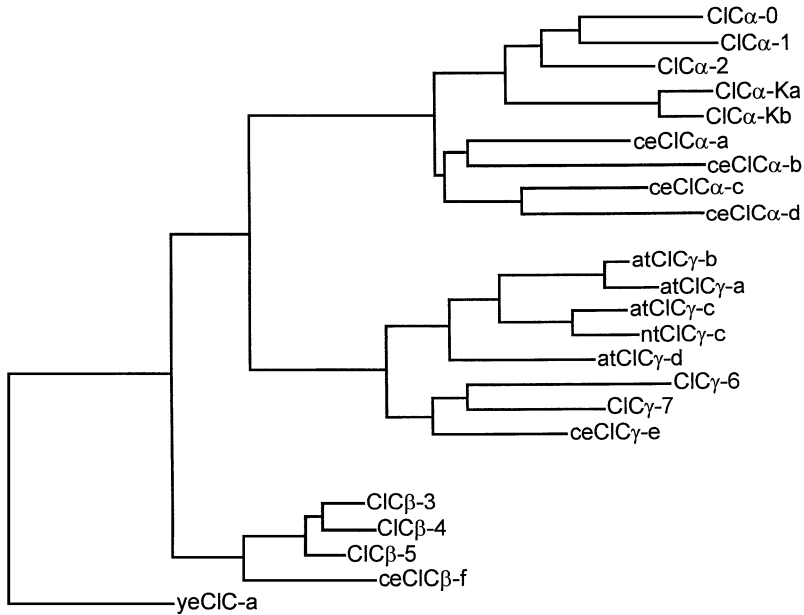 ClCα-0
ClCα-1
ClCα-2
ClCα-Ka
ClCα-Kb
ceClCα-a
ceClCα-b
ceClCα-c
ceClCα-d
atClCγ-b
atClCγ-a
atClCγ-c
ntClCγ-c
atClCγ-d
ClCγ-6
ClCγ-7
ceClCγ-e
ClCβ-3
ClCβ-4
ClCβ-5
ceClCβ-f
yeClC-a